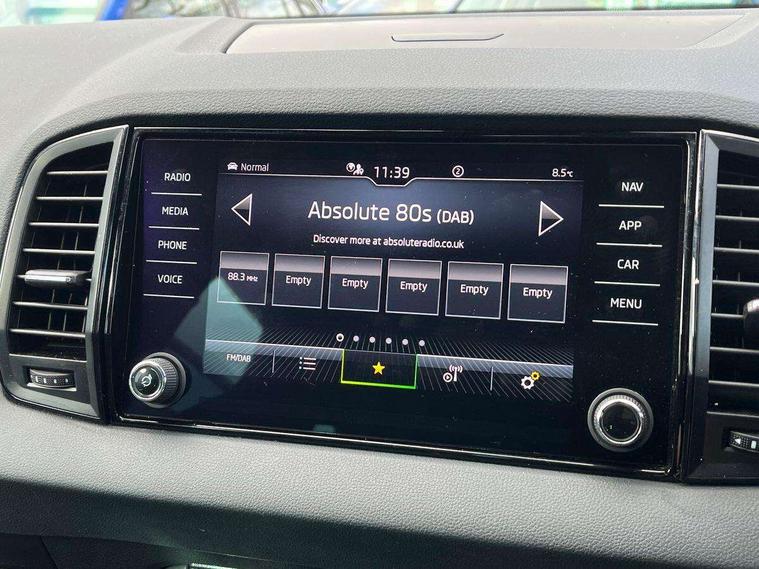 RADIO
MEDIA
PHONE
VOICE
Normal
11:39
2
8.5°C
Absolute 80s (DAB)
Discover more at absoluteradio.co.uk
88.3 MHz
Empty
Empty
Empty
Empty
Empty
FM/DAB
NAV
APP
CAR
MENU